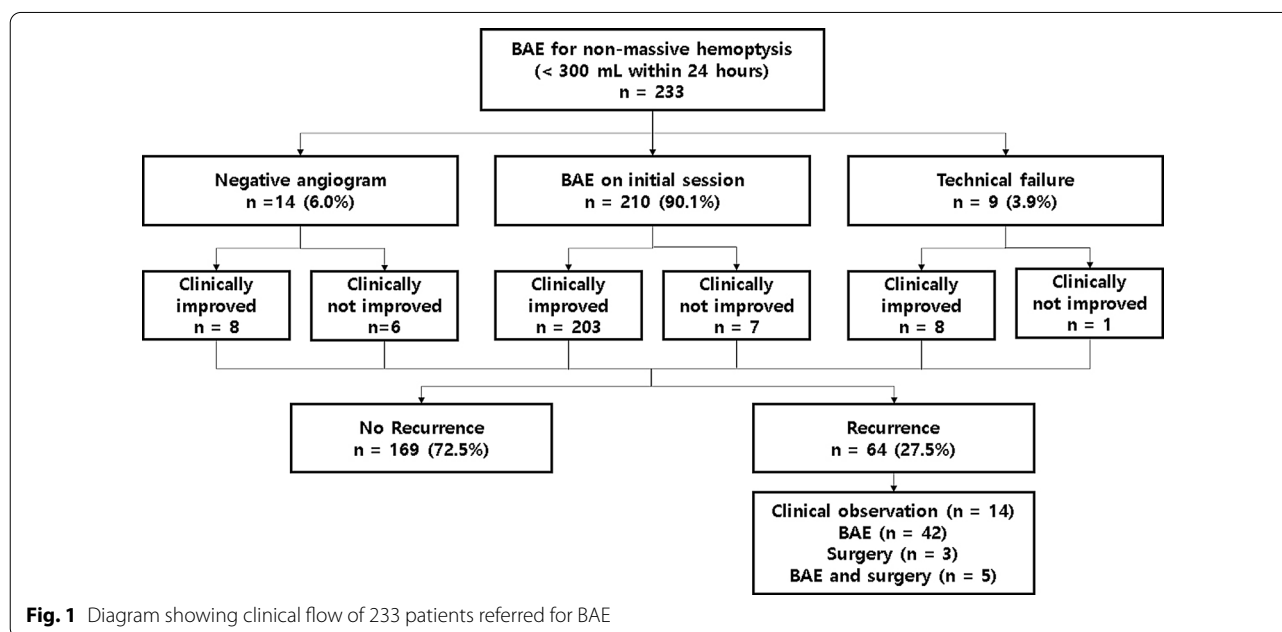 BAE for non-massive hemoptysis
(< 300 mL within 24 hours)
n = 233
Negative angiogram
n =14 (6.0%)
BAE on initial session
n = 210 (90.1%)
Technical failure
n = 9 (3.9%)
Clinically
improved
n = 8
Clinically
not improved
n=6
Clinically
improved
n = 203
Clinically
not improved
n = 7
Clinically
improved
n = 8
Clinically
not improved
n = 1
No Recurrence
n = 169 (72.5%)
Recurrence
n = 64 (27.5%)
Clinical observation (n = 14)
BAE (n = 42)
Surgery (n = 3)
BAE and surgery (n = 5)
Fig. 1 Diagram showing clinical flow of 233 patients referred for BAE